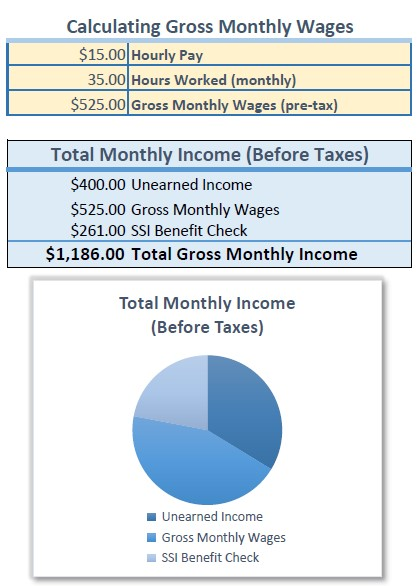 Calculating Gross Monthly Wages
$15.00 Hourly Pay
35.00 Hours Worked (monthly)
$525.00 Gross Monthly Wages (pre-tax)
Total Monthly Income (Before Taxes)
$400.00 Unearned Income
$525.00 Gross Monthly Wages
$261.00 SSI Benefit Check
$1,186.00 Total Gross Monthly Income
Total Monthly Income
(Before Taxes)
Unearned Income
Gross Monthly Wages
SSI Benefit Check